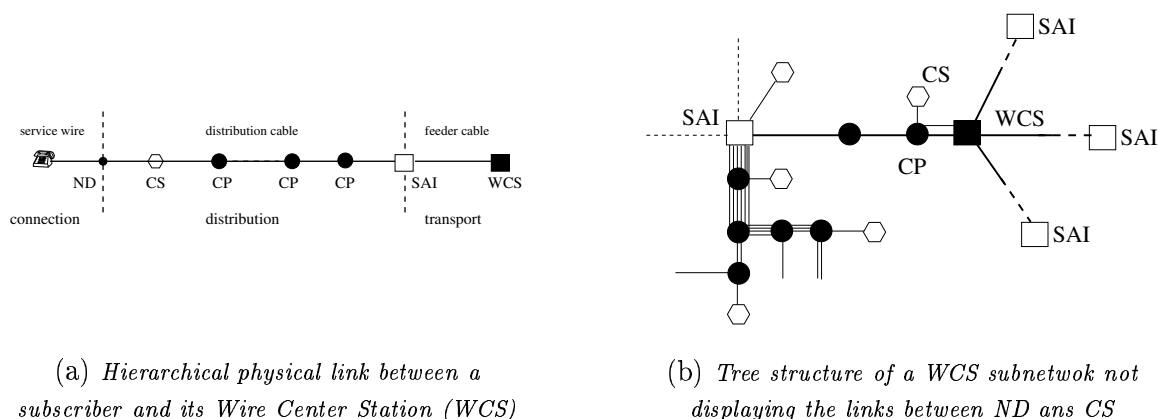 service wire distribution cable feeder cable
ND CS CP CP CP SAI WCS
connection distribution transport
(a) Hierarchical physical link between a
subscriber and its Wire Center Station (WCS)
SAI
CS
SAI WCS
SAI
CP
SAI
(b) Tree structure of a WCS subnetwok not
displaying the links between ND ans CS